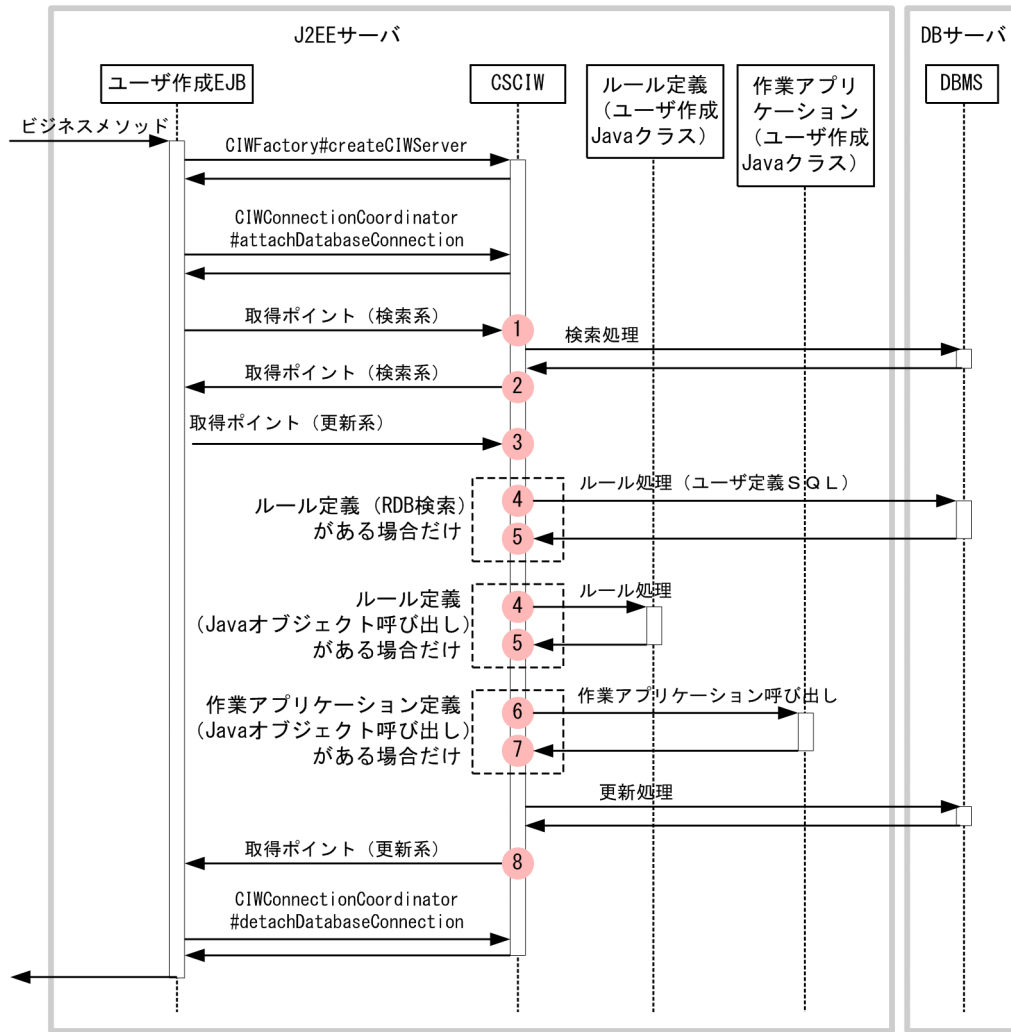 J2EEサーバ
DBサーバ
ユーザ作成EJB
CSCIW
ルール定義
（ユーザ作成
Javaクラス）
作業アプリ
ケーション
（ユーザ作成
Javaクラス）
DBMS
ビジネスメソッド
CIWFactory#createCIWServer
CIWConnectionCoordinator
#attachDatabaseConnection
取得ポイント（検索系）
1
検索処理
取得ポイント（検索系）
2
取得ポイント（更新系）
3
ルール定義（RDB検索）
がある場合だけ
4
ルール処理（ユーザ定義ＳＱＬ）
5
ルール定義
（Javaオブジェクト呼び出し）
がある場合だけ
4
ルール処理
5
作業アプリケーション定義
（Javaオブジェクト呼び出し）
がある場合だけ
6
作業アプリケーション呼び出し
7
更新処理
取得ポイント（更新系）
8
CIWConnectionCoordinator
#detachDatabaseConnection